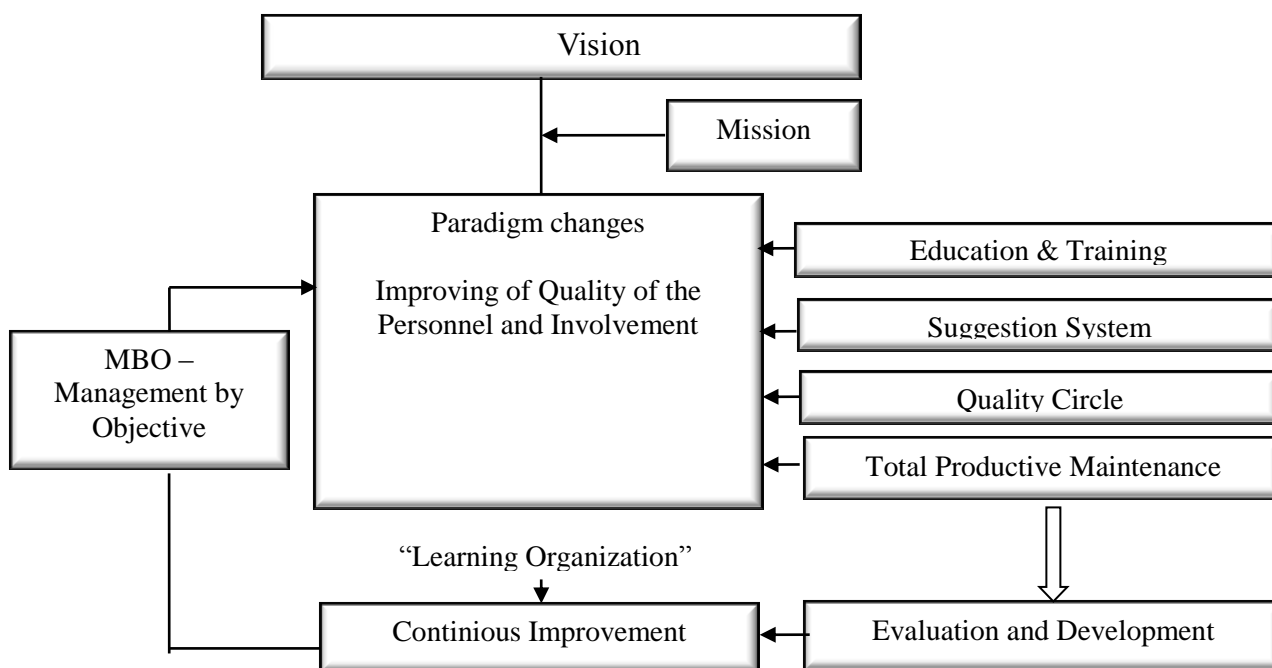 Vision
Mission
Paradigm changes
Improving of Quality of the
Personnel and Involvement
Education & Training
Suggestion System
Quality Circle
Total Productive Maintenance
MBO –
Management by
Objective
“Learning Organization”
Continious Improvement
Evaluation and Development